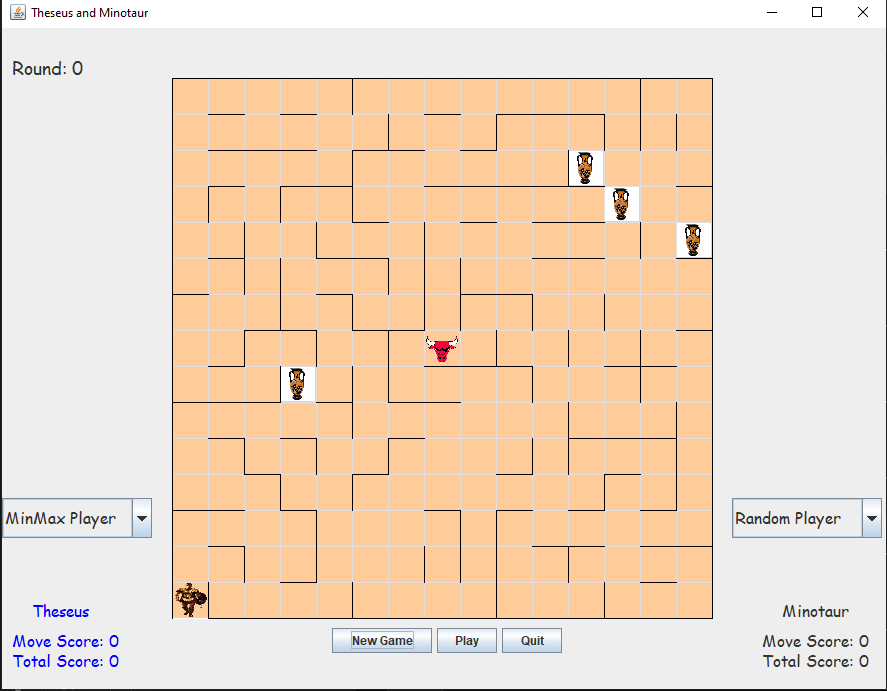 Theseus and Minotaur
Round: 0
MinMax Player
Random Player
Theseus
Minotaur
Move Score: 0
Total Score: 0
New Game
Play
Quit
Move Score: 0
Total Score: 0